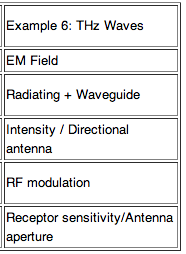 Example 6: THz Waves
EM Field
Radiating + Waveguide
Intensity / Directional
antenna
RF modulation
Receptor sensitivity/Antenna
aperture